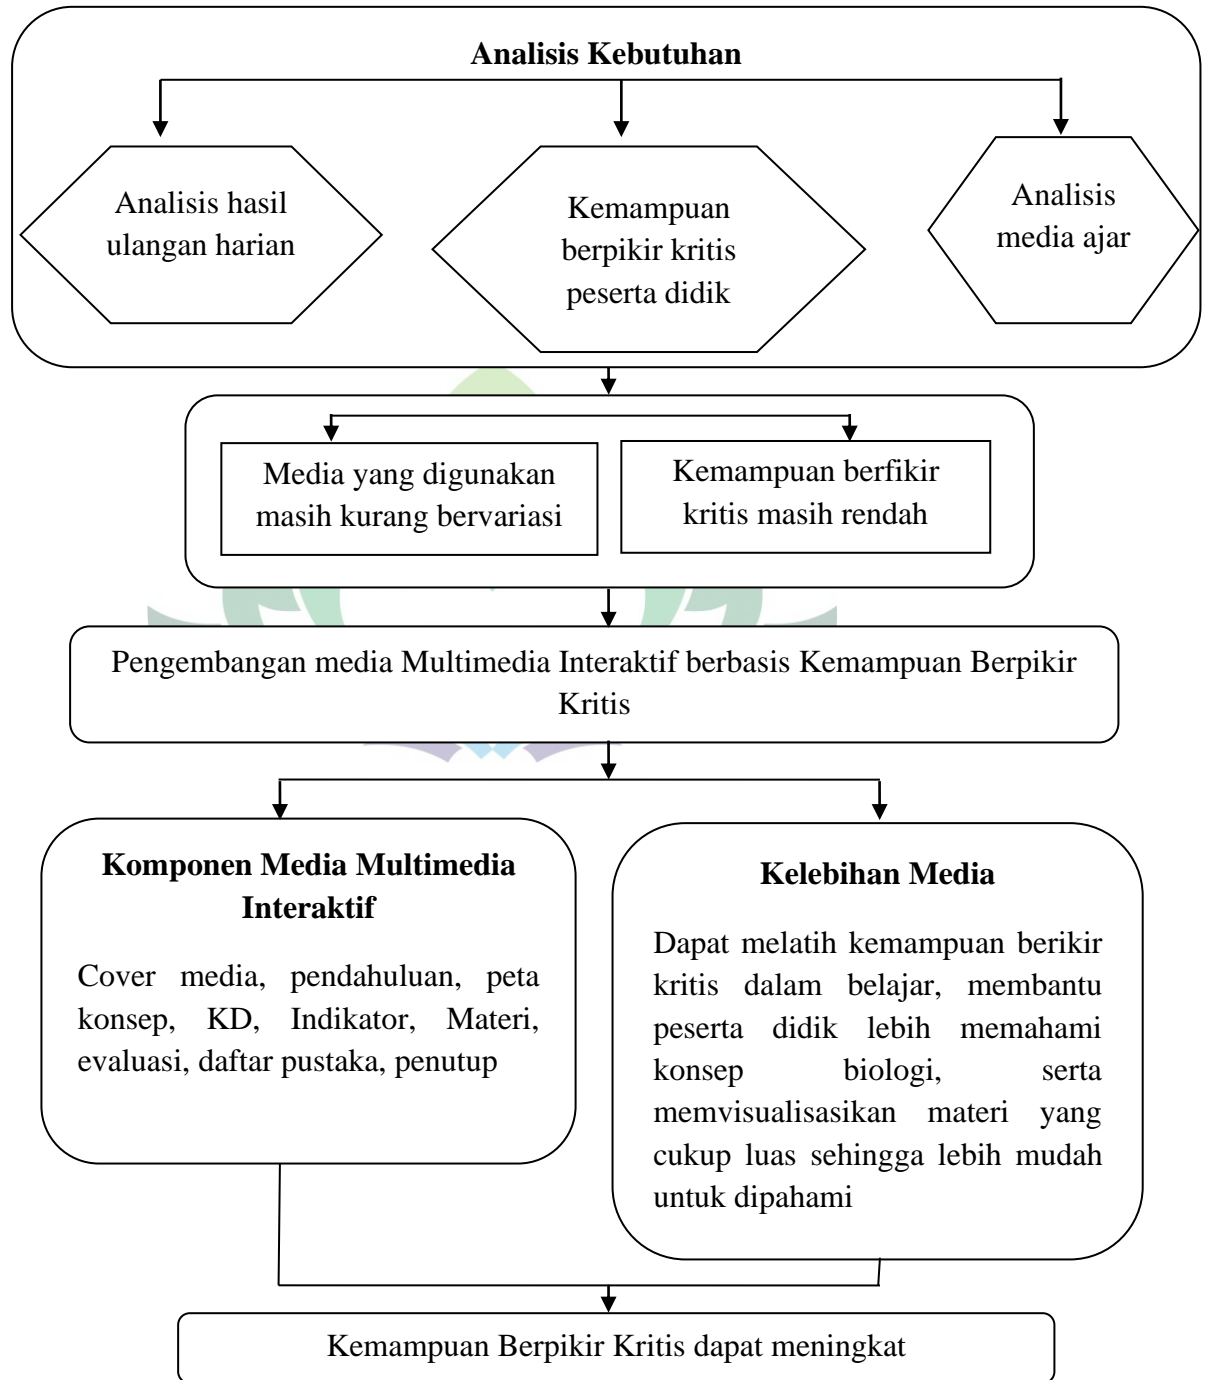 Analisis Kebutuhan
Analisis hasil
ulangan harian
Kemampuan
berpikir kritis
peserta didik
Analisis
media ajar
Media yang digunakan
masih kurang bervariasi
Kemampuan berfikir
kritis masih rendah
Pengembangan media Multimedia Interaktif berbasis Kemampuan Berpikir
Kritis
Komponen Media Multimedia
Interaktif
Cover media, pendahuluan, peta
konsep, KD, Indikator, Materi,
evaluasi, daftar pustaka, penutup
Kelebihan Media
Dapat melatih kemampuan berikir
kritis dalam belajar, membantu
peserta didik lebih memahami
konsep biologi, serta
memvisualisasikan materi yang
cukup luas sehingga lebih mudah
untuk dipahami
Kemampuan Berpikir Kritis dapat meningkat